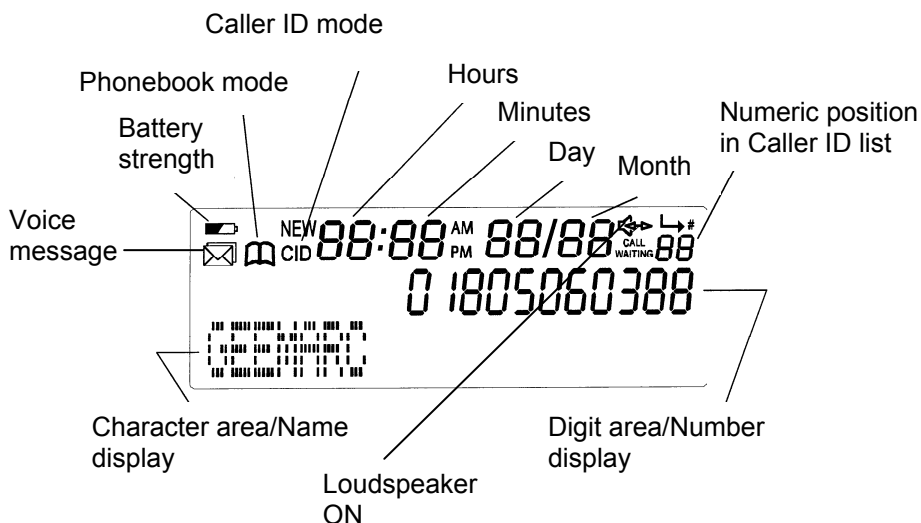 Caller ID mode
Phonebook mode
Hours
Battery
strength
Minutes
Numeric position
in Caller ID list
Day
Month
Voice
message
NEW
CID
88:88
AM
PM
88/88
CALL
WAITING
#
88
01805060388
GEEMARC
Character area/Name
display
Digit area/Number
display
Loudspeaker
ON